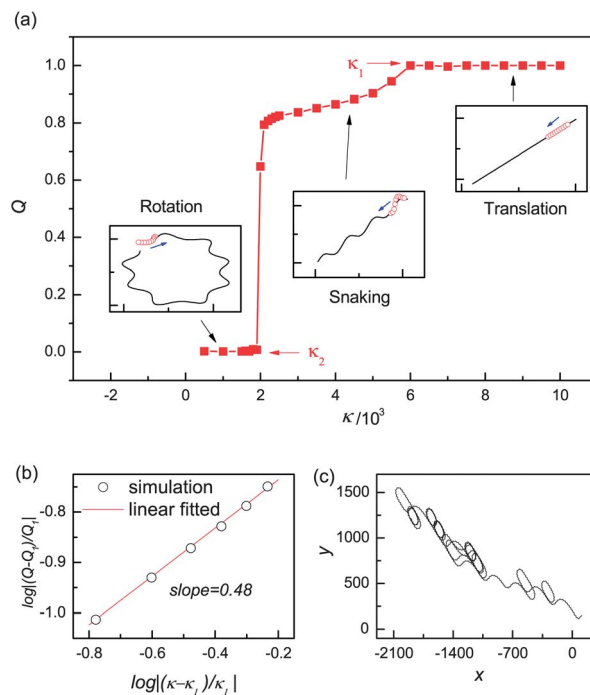 (a)
1.0
0.8
0.6
0.4
0.2
0.0
Q
κ₁
κ₂
Rotation
Snaking
Translation
-2
0
2
4
6
8
10
κ/10³
(b)
simulation
linear fitted
slope=0.48
-0.8
-0.9
-1.0
log|(Q-Q₁)/Q₁|
-0.8
-0.6
-0.4
-0.2
log|(κ-κ₁)/κ₁|
(c)
1500
1250
1000
750
500
250
0
y
-2100
-1400
-700
0
x